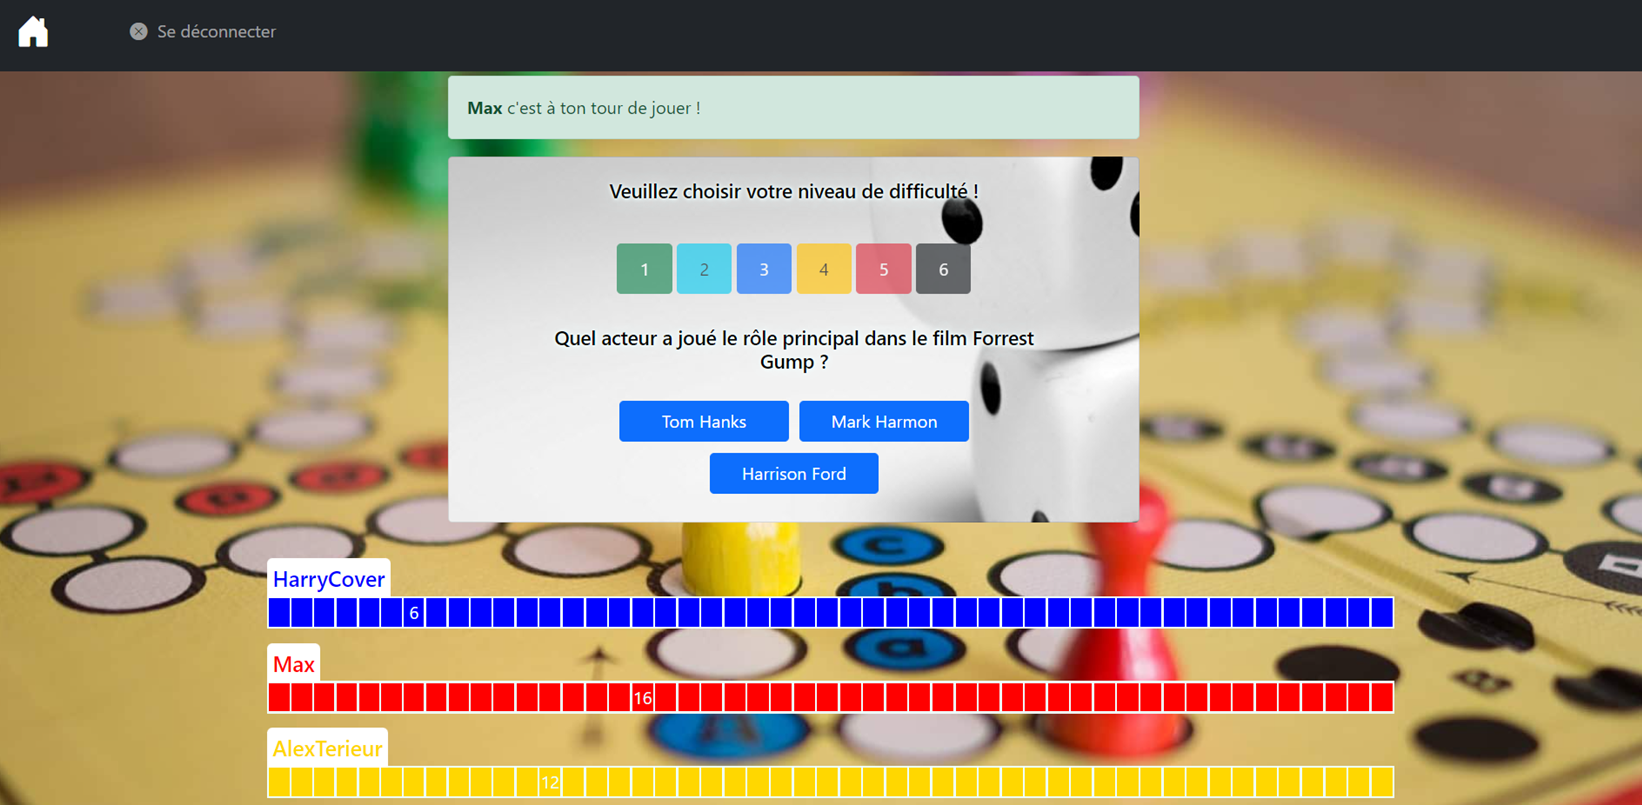 Se déconnecter
Max c'est à ton tour de jouer !
Veuillez choisir votre niveau de difficulté !
1 2 3 4 5 6
Quel acteur a joué le rôle principal dans le film Forrest
Gump ?
Tom Hanks Mark Harmon
Harrison Ford
HarryCover
6
Max
16
AlexTerieur
12
c
b
a